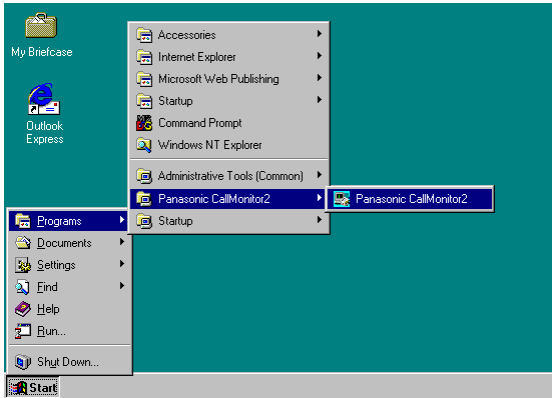 My Briefcase
Outlook
Express
Accessories
Internet Explorer
Microsoft Web Publishing
Startup
Command Prompt
Windows NT Explorer
Administrative Tools (Common)
Panasonic CallMonitor2
Startup
Panasonic CallMonitor2
Programs
Documents
Settings
Find
Help
Run...
Shut Down...
Start